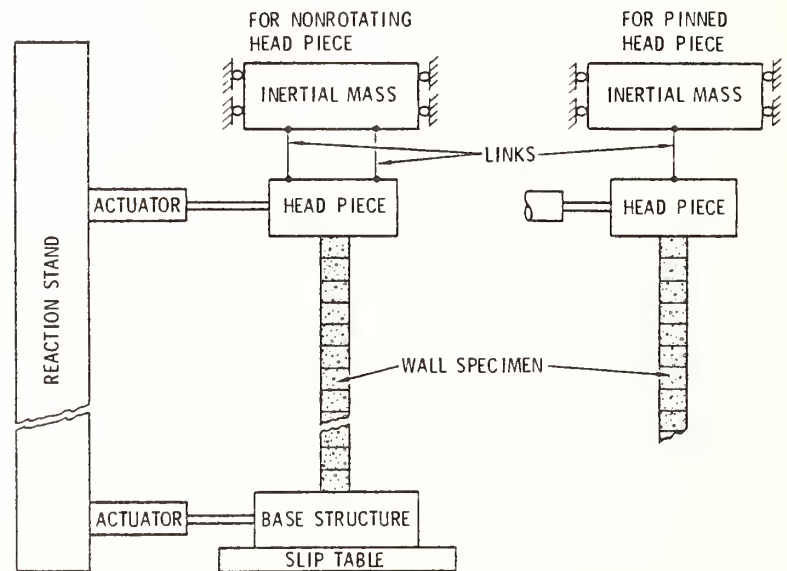 FOR NONROTATING
HEAD PIECE
FOR PINNED
HEAD PIECE
INERTIAL MASS
INERTIAL MASS
LINKS
ACTUATOR
HEAD PIECE
HEAD PIECE
REACTION STAND
WALL SPECIMEN
ACTUATOR
BASE STRUCTURE
SLIP TABLE